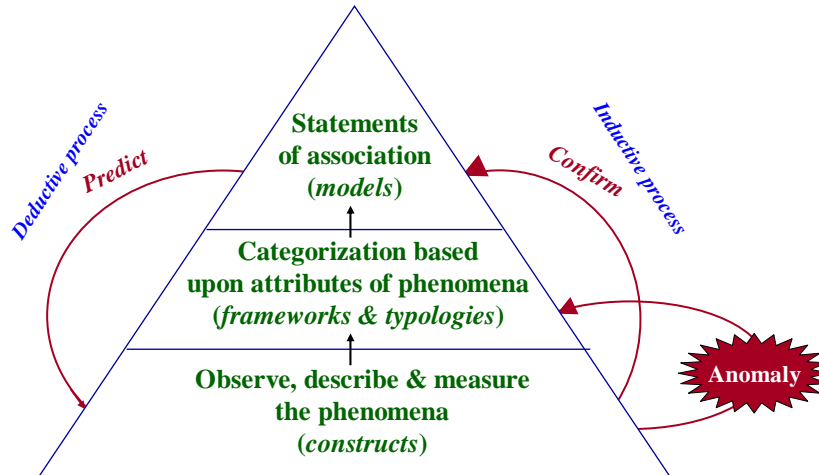 Statements
of association
(models)
Deductive process
Predict
Inductive process
Confirm
Categorization based
upon attributes of phenomena
(frameworks & typologies)
Observe, describe & measure
the phenomena
(constructs)
Anomaly